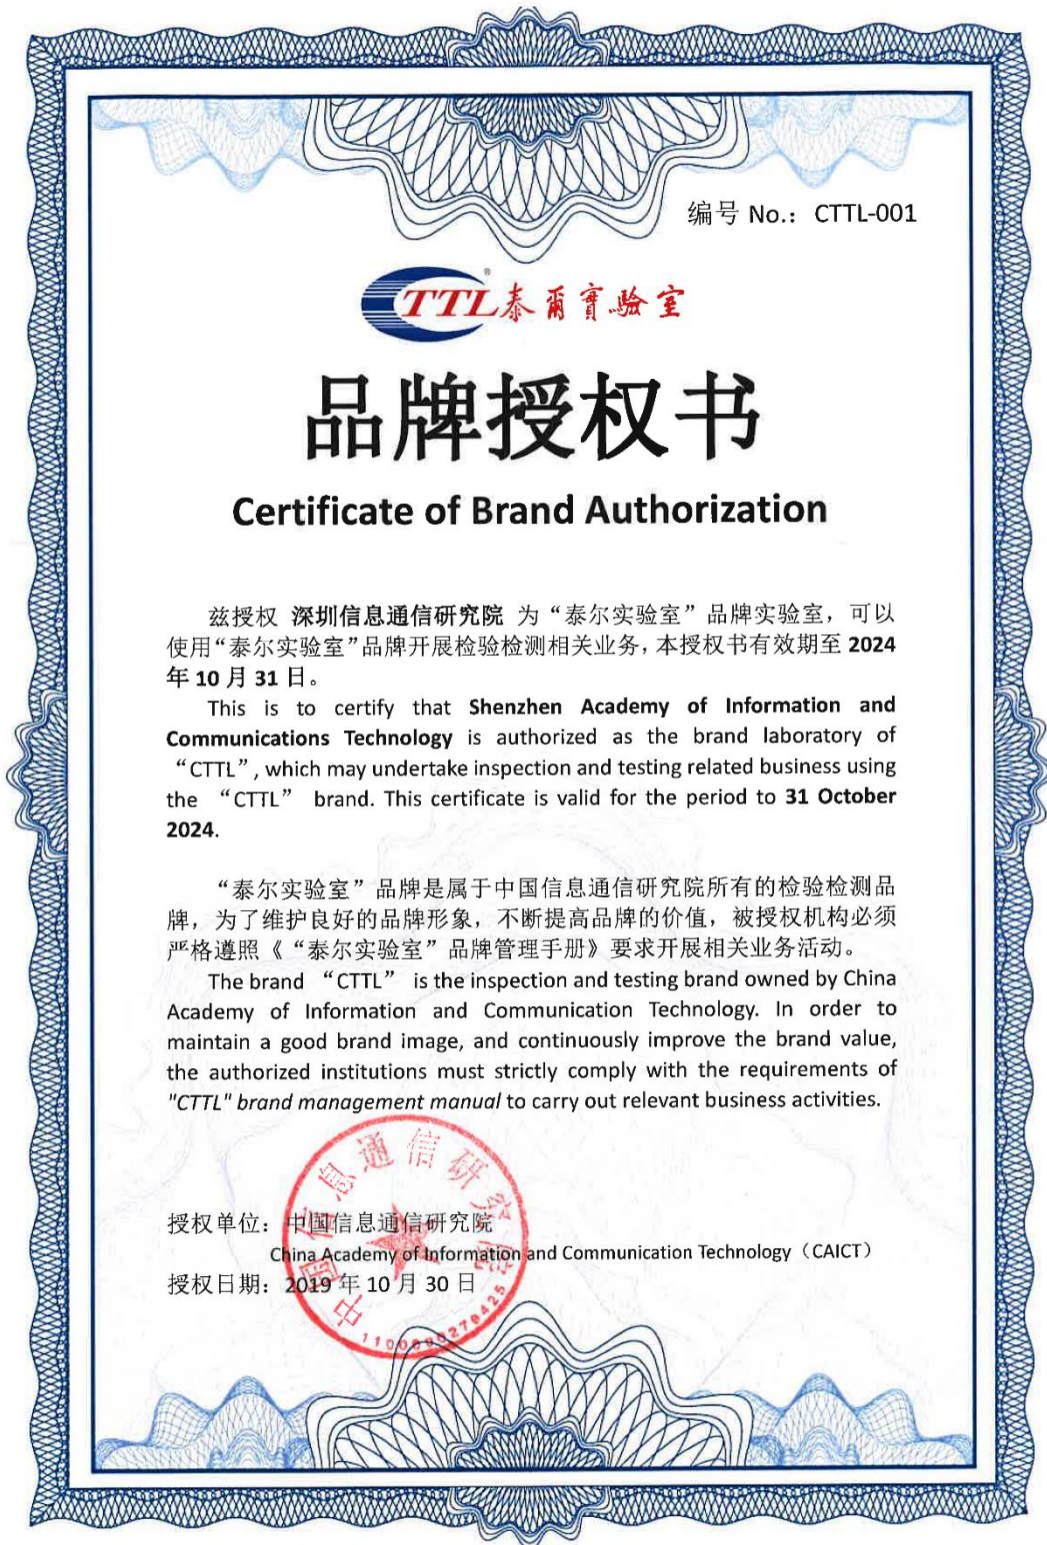 编号 No.: CTTL-001
CTTL® 泰爾實驗室
品牌授权书
Certificate of Brand Authorization
兹授权 深圳信息通信研究院 为“泰尔实验室”品牌实验室，可以
使用“泰尔实验室”品牌开展检验检测相关业务，本授权书有效期至 2024
年 10 月 31 日。
This is to certify that Shenzhen Academy of Information and
Communications Technology is authorized as the brand laboratory of
“CTTL”, which may undertake inspection and testing related business using
the “CTTL” brand. This certificate is valid for the period to 31 October
2024.
“泰尔实验室”品牌是属于中国信息通信研究院所有的检验检测品
牌，为了维护良好的品牌形象，不断提高品牌的价值，被授权机构必须
严格遵照《“泰尔实验室”品牌管理手册》要求开展相关业务活动。
The brand “CTTL” is the inspection and testing brand owned by China
Academy of Information and Communication Technology. In order to
maintain a good brand image, and continuously improve the brand value,
the authorized institutions must strictly comply with the requirements of
"CTTL" brand management manual to carry out relevant business activities.
授权单位：中国信息通信研究院
China Academy of Information and Communication Technology（CAICT）
授权日期：2019 年 10 月 30 日
中国信息通信研究院